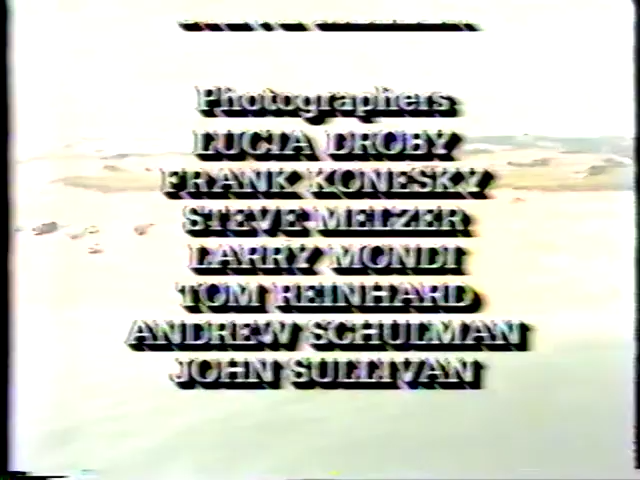 Photographers
LUCIA DROBY
FRANK KONESKY
STEVE MELZER
LARRY MONDI
TOM REINHARD
ANDREW SCHULMAN
JOHN SULLIVAN